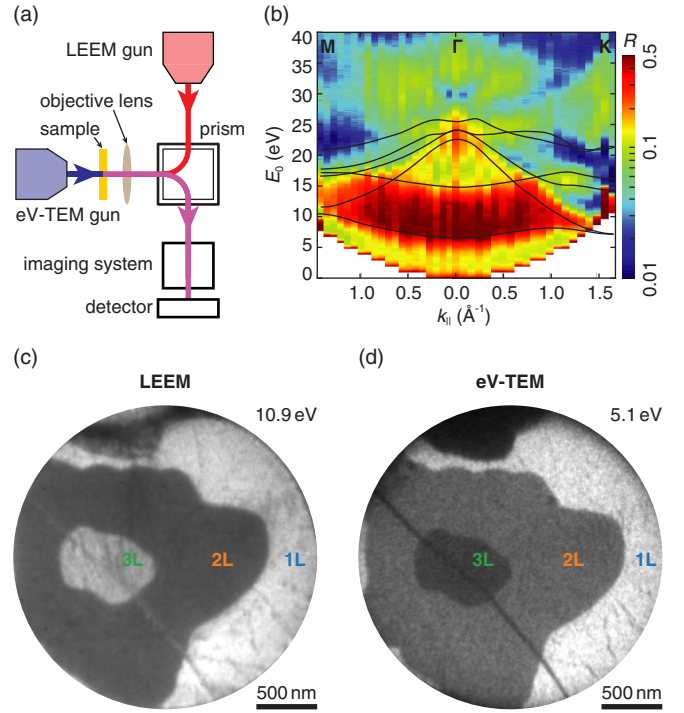 (a)
LEEM gun
objective lens
sample
prism
eV-TEM gun
imaging system
detector
(b)
M Γ K R
40
35
30
25
20
15
10
5
0
E₀ (eV)
1.0 0.5 0.0 0.5 1.0 1.5
k∥ (Å⁻¹)
0.5
0.1
0.01
(c)
LEEM
10.9 eV
3L 2L 1L
500 nm
(d)
eV-TEM
5.1 eV
3L 2L 1L
500 nm